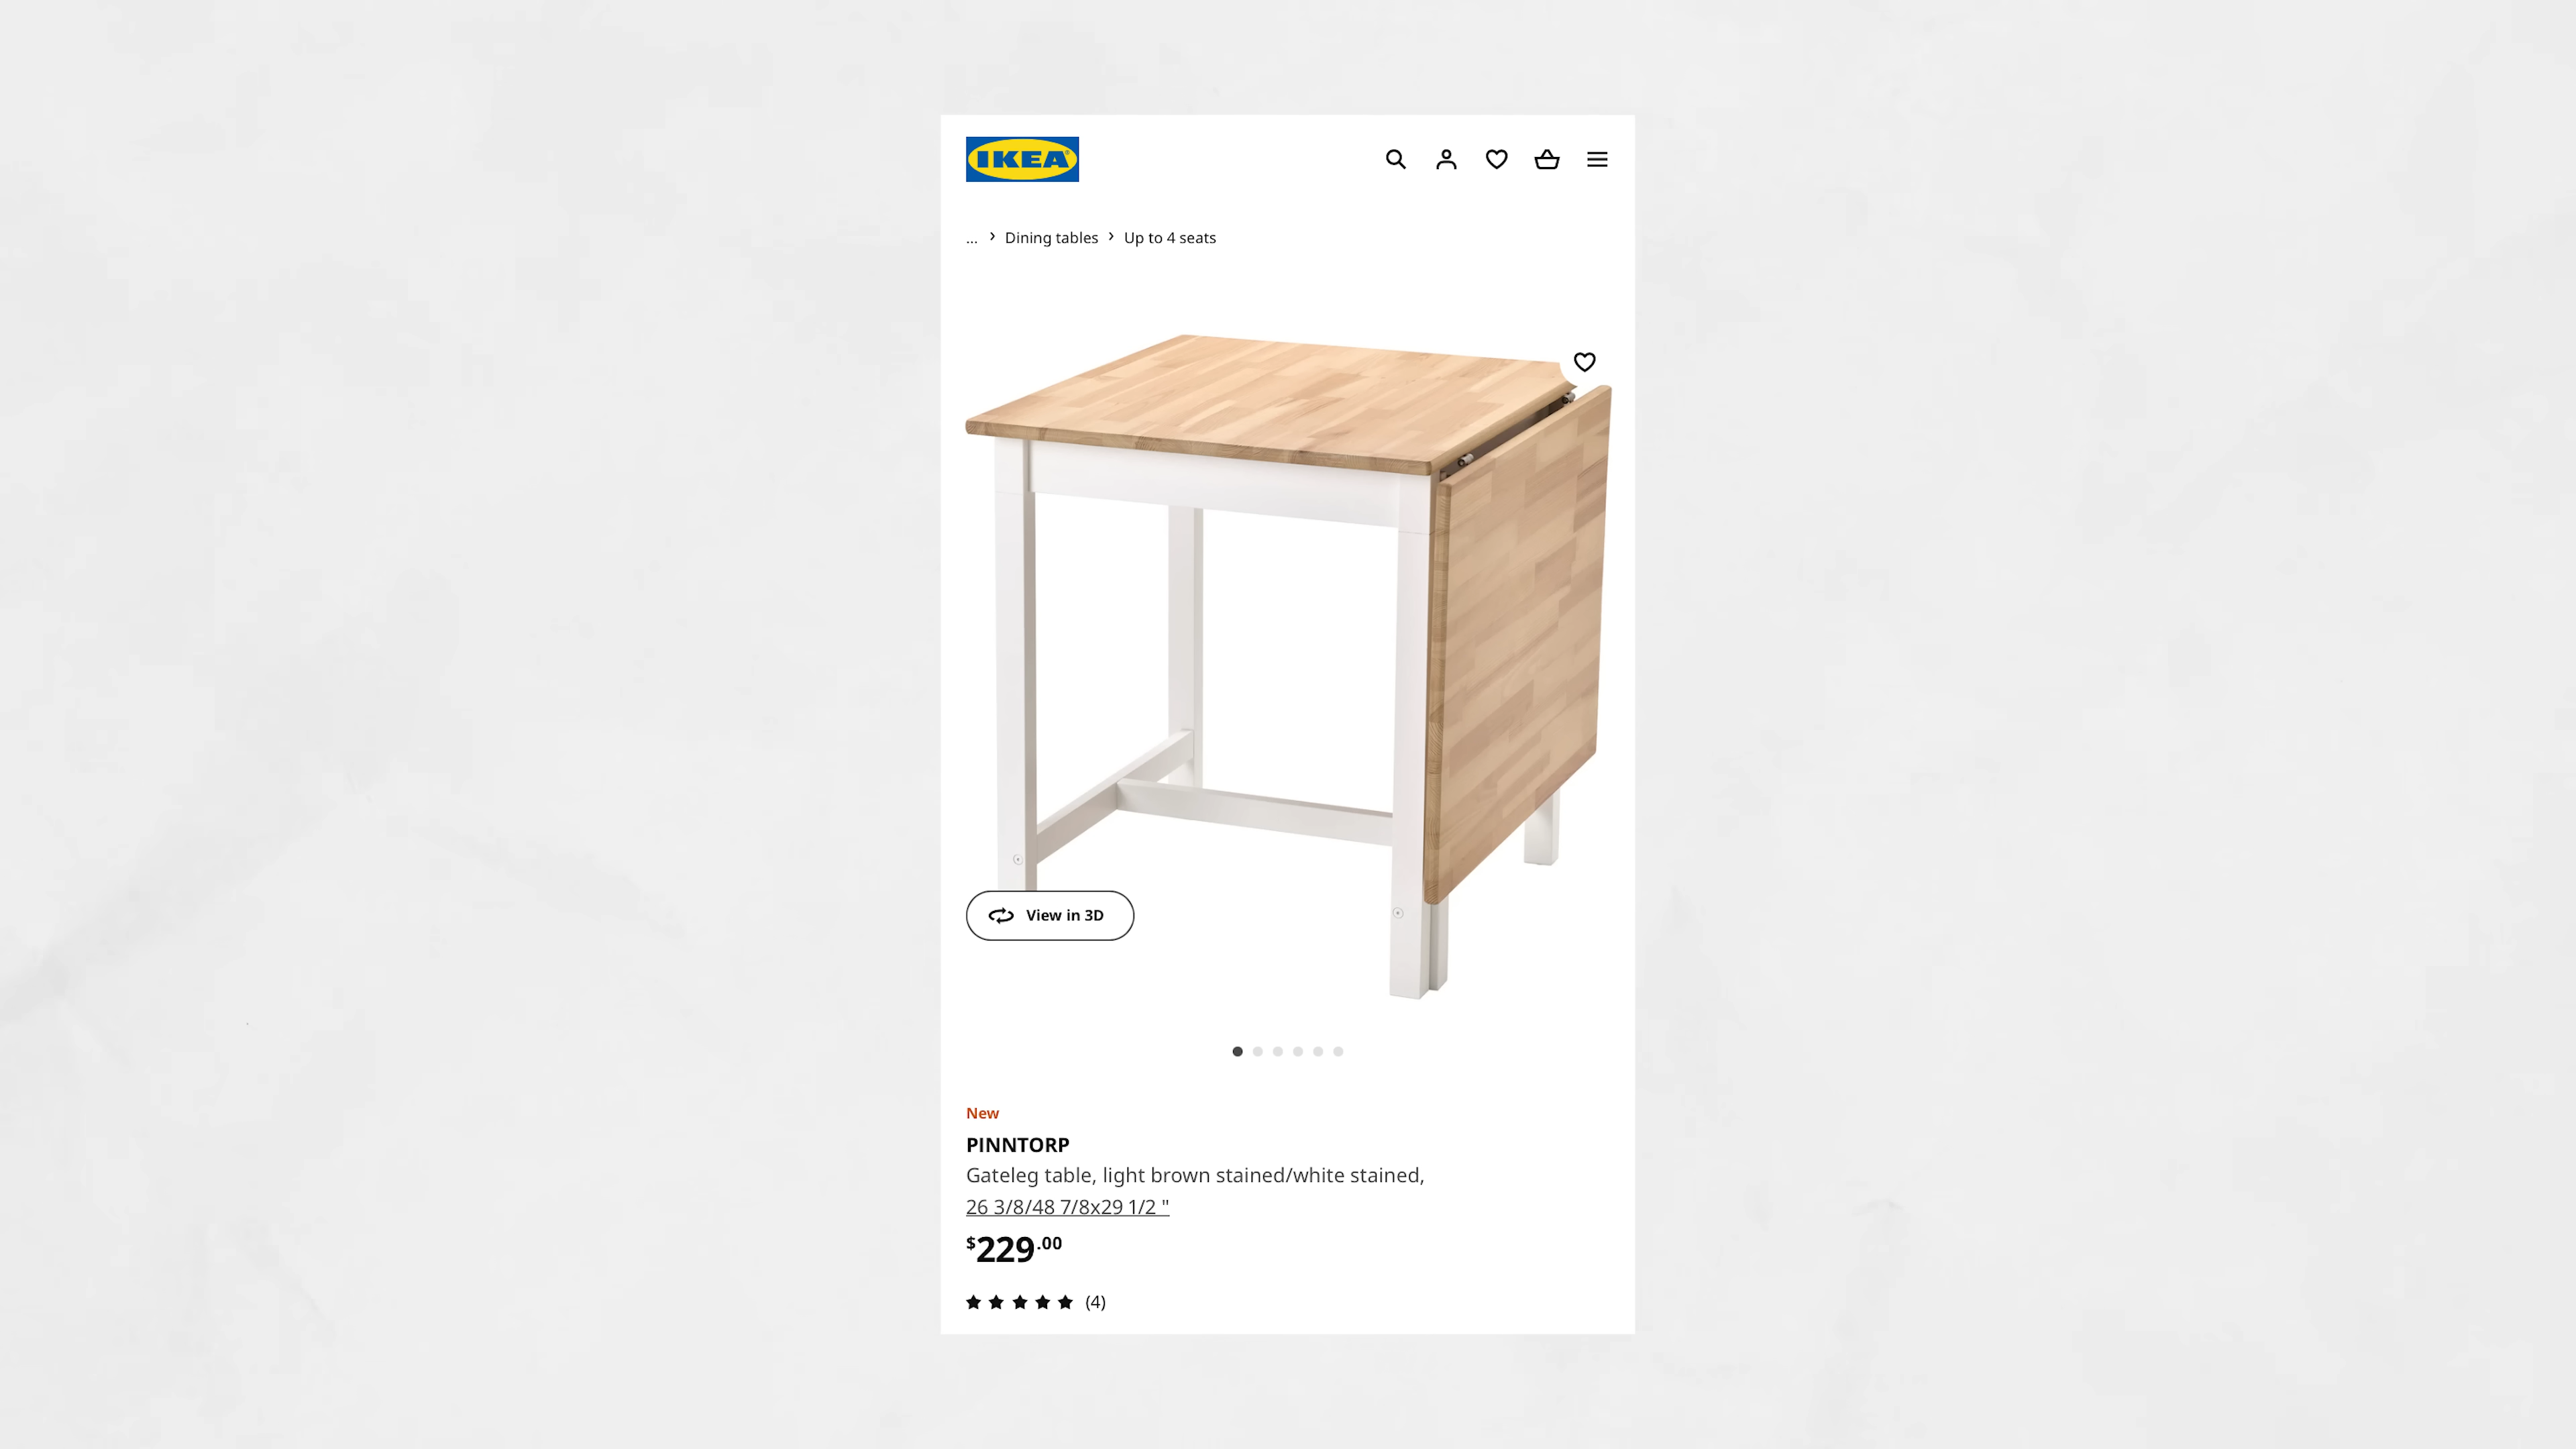 IKEA
... › Dining tables › Up to 4 seats
View in 3D
New
PINNTORP
Gateleg table, light brown stained/white stained,
26 3/8/48 7/8x29 1/2 "
$229.00
(4)